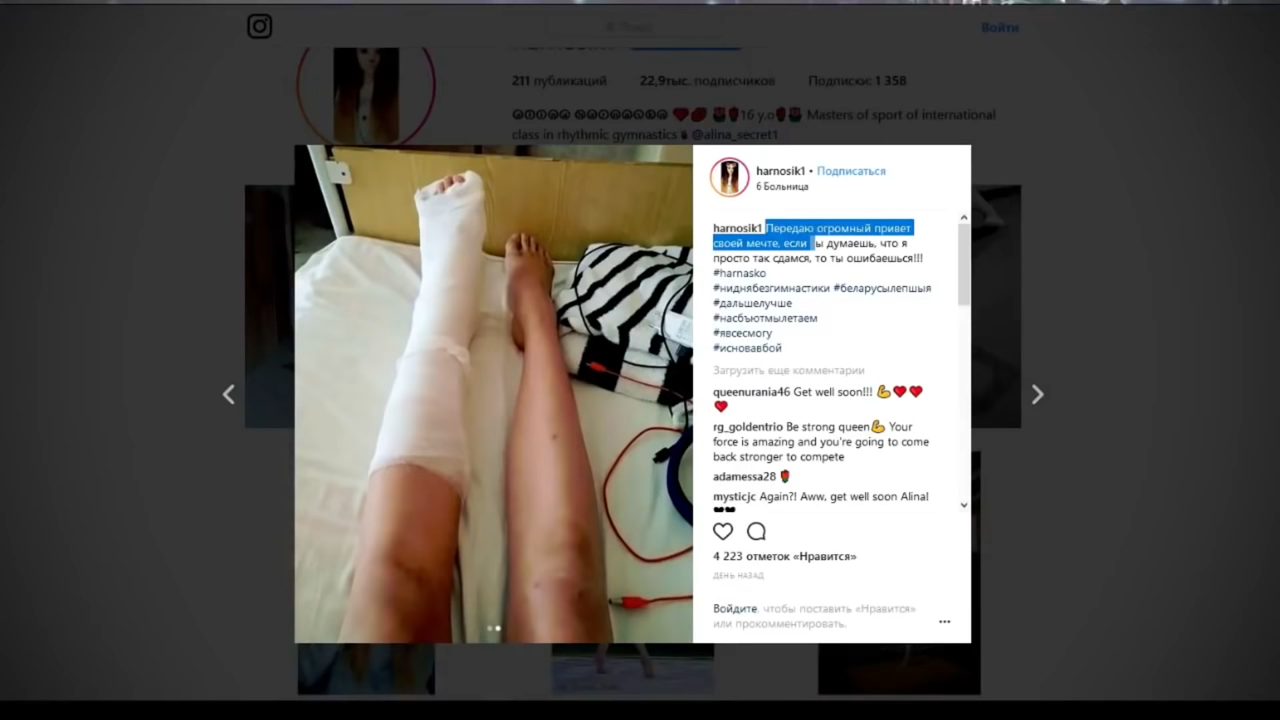 Войти
211 публикаций 22,9тыс. подписчиков Подписки: 1 358
16 y.o Masters of sport of international
class in rhythmic gymnastics @alina_secret1
harnosik1 • Подписаться
6 Больница
harnosik1 Передаю огромный привет
своей мечте, если ы думаешь, что я
просто так сдамся, то ты ошибаешься!!!
#harnasko
#ниднябезгимнастики #беларусылепшыя
#дальшелучше
#насбъютмылетаем
#явсесмогу
#исновавбой
Загрузить еще комментарии
queenurania46 Get well soon!!! 💪❤❤
❤
rg_goldentrio Be strong queen💪 Your
force is amazing and you're going to come
back stronger to compete
adamessa28 🌹
mysticjc Again?! Aww, get well soon Alina!
4 223 отметок «Нравится»
ДЕНЬ НАЗАД
Войдите, чтобы поставить «Нравится»
или прокомментировать.